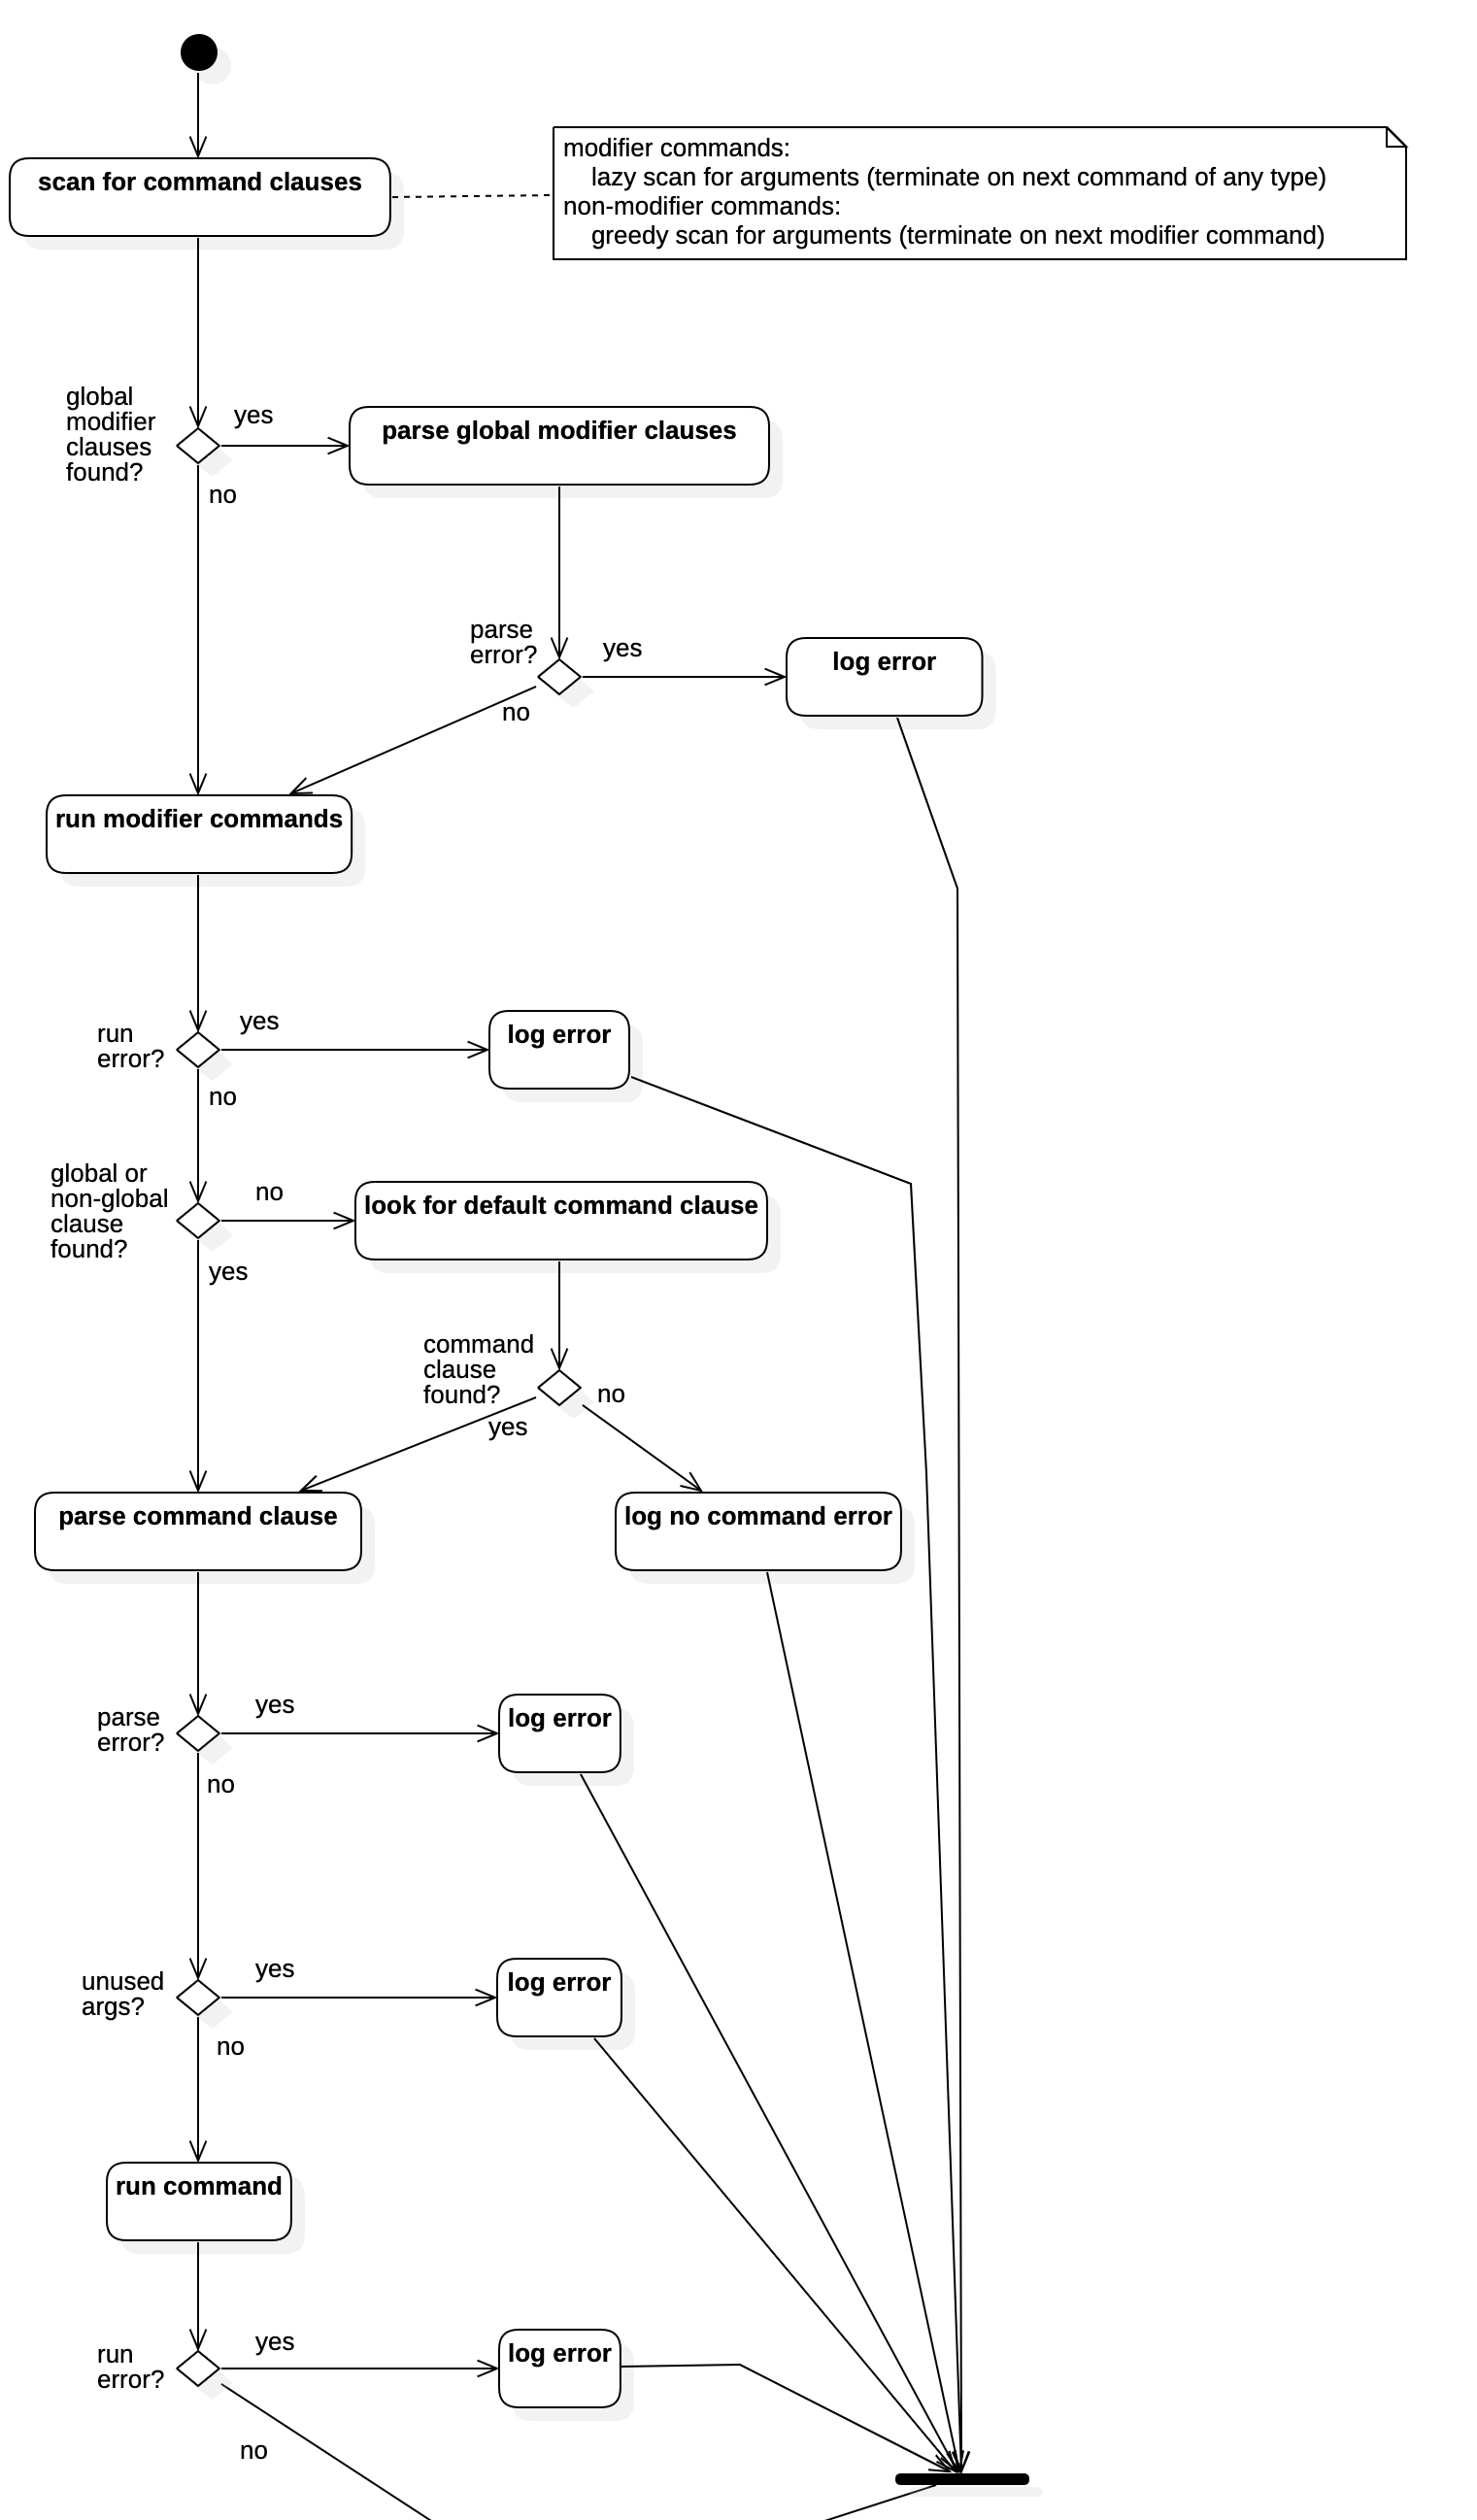 scan for command clauses
modifier commands:
lazy scan for arguments (terminate on next command of any type)
non-modifier commands:
greedy scan for arguments (terminate on next modifier command)
global
modifier
clauses
found?
yes
no
parse global modifier clauses
parse
error?
yes
no
log error
run modifier commands
run
error?
yes
no
log error
global or
non-global
clause
found?
no
yes
look for default command clause
command
clause
found?
no
yes
parse command clause
log no command error
parse
error?
yes
no
log error
unused
args?
yes
no
log error
run command
run
error?
yes
no
log error